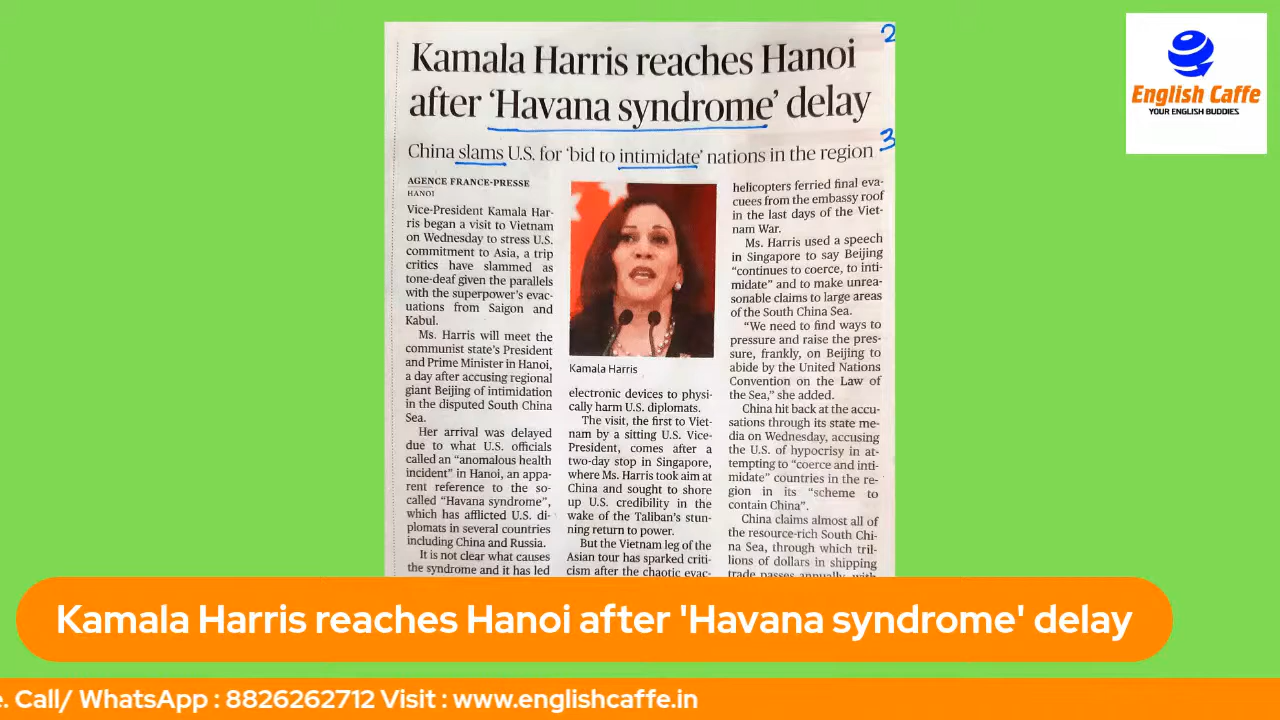 Kamala Harris reaches Hanoi
after ‘Havana syndrome’ delay
2
China slams U.S. for ‘bid to intimidate’ nations in the region
3
AGENCE FRANCE-PRESSE
HANOI
Vice-President Kamala Har-
ris began a visit to Vietnam
on Wednesday to stress U.S.
commitment to Asia, a trip
critics have slammed as
tone-deaf given the parallels
with the superpower’s evac-
uations from Saigon and
Kabul.
Ms. Harris will meet the
communist state’s President
and Prime Minister in Hanoi,
a day after accusing regional
giant Beijing of intimidation
in the disputed South China
Sea.
Her arrival was delayed
due to what U.S. officials
called an “anomalous health
incident” in Hanoi, an appa-
rent reference to the so-
called “Havana syndrome”,
which has afflicted U.S. di-
plomats in several countries
including China and Russia.
It is not clear what causes
the syndrome and it has led
Kamala Harris
electronic devices to physi-
cally harm U.S. diplomats.
The visit, the first to Viet-
nam by a sitting U.S. Vice-
President, comes after a
two-day stop in Singapore,
where Ms. Harris took aim at
China and sought to shore
up U.S. credibility in the
wake of the Taliban’s stun-
ning return to power.
But the Vietnam leg of the
Asian tour has sparked criti-
cism after the chaotic evac-
helicopters ferried final eva-
cuees from the embassy roof
in the last days of the Viet-
nam War.
Ms. Harris used a speech
in Singapore to say Beijing
“continues to coerce, to inti-
midate” and to make unrea-
sonable claims to large areas
of the South China Sea.
“We need to find ways to
pressure and raise the pres-
sure, frankly, on Beijing to
abide by the United Nations
Convention on the Law of
the Sea,” she added.
China hit back at the accu-
sations through its state me-
dia on Wednesday, accusing
the U.S. of hypocrisy in at-
tempting to “coerce and inti-
midate” countries in the re-
gion in its “scheme to
contain China”.
China claims almost all of
the resource-rich South Chi-
na Sea, through which tril-
lions of dollars in shipping
trade passes annually, with
English Caffe
YOUR ENGLISH BUDDIES
Kamala Harris reaches Hanoi after 'Havana syndrome' delay
e. Call/ WhatsApp : 8826262712 Visit : www.englishcaffe.in